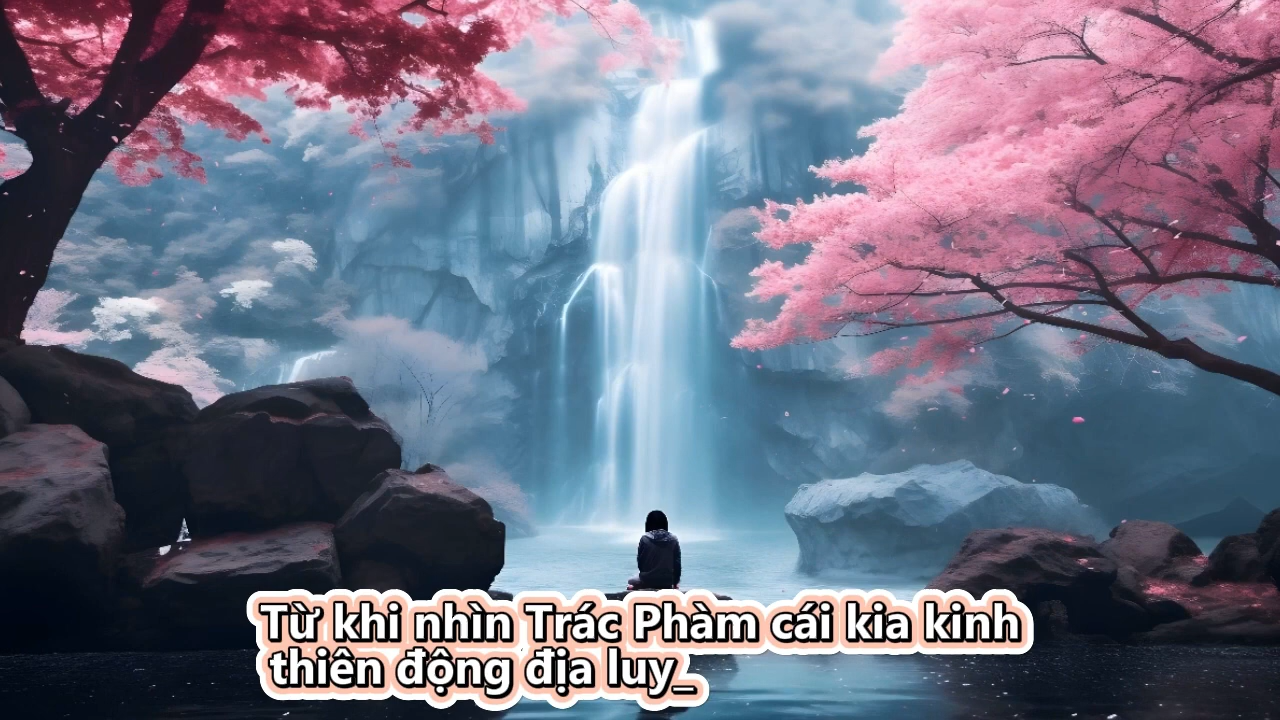 Từ khi nhìn Trác Phàm cái kia kinh
thiên động địa luy_